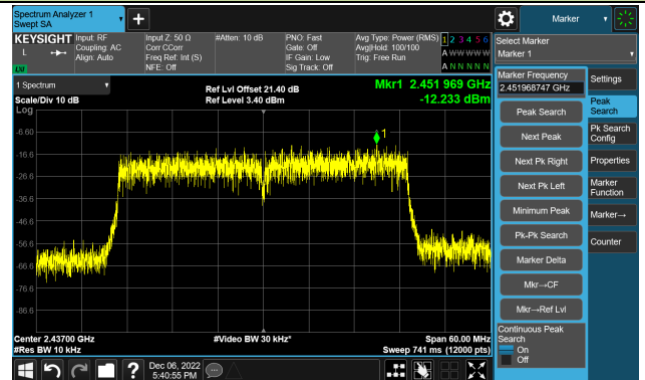 Spectrum Analyzer 1
Swept SA
+
Marker
KEYSIGHT
L
Input: RF
Coupling: AC
Align: Auto
Input Z: 50 Ω
Corr CCorr
Freq Ref: Int (S)
NFE: Off
#Atten: 10 dB
PNO: Fast
Gate: Off
IF Gain: Low
Sig Track: Off
Avg Type: Power (RMS)
Avg|Hold: 100/100
Trig: Free Run
1 2 3 4 5 6
A W W W W W
A N N N N N
Select Marker
Marker 1
1 Spectrum
Scale/Div 10 dB
Log
Ref Lvl Offset 21.40 dB
Ref Level 3.40 dBm
Mkr1 2.451 969 GHz
-12.233 dBm
-6.60
-16.6
-26.6
-36.6
-46.6
-56.6
-66.6
-76.6
-86.6
1
Center 2.43700 GHz
#Res BW 10 kHz
#Video BW 30 kHz*
Span 60.00 MHz
Sweep 741 ms (12000 pts)
Marker Frequency
2.451968747 GHz
Peak Search
Next Peak
Next Pk Right
Next Pk Left
Minimum Peak
Pk-Pk Search
Marker Delta
Mkr→CF
Mkr→Ref Lvl
Continuous Peak
Search
On
Off
Settings
Peak
Search
Pk Search
Config
Properties
Marker
Function
Marker→
Counter
?
Dec 06, 2022
5:40:55 PM